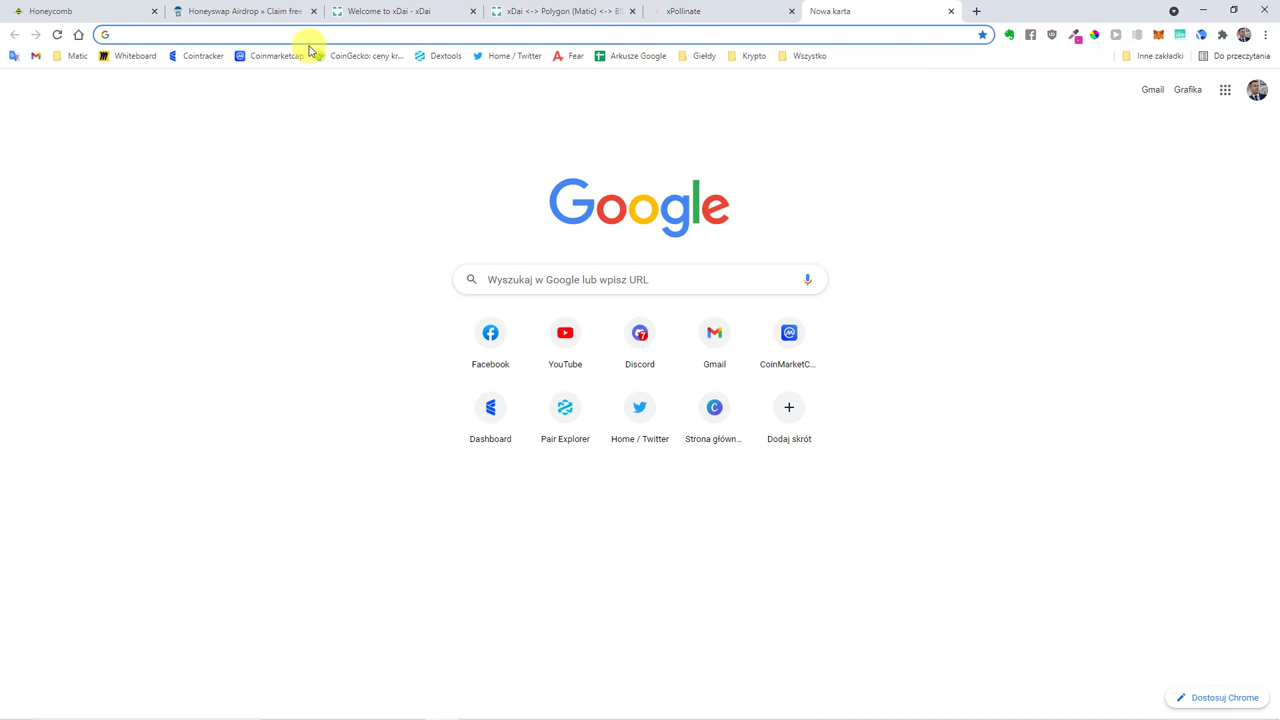 Honeycomb
Honeyswap Airdrop » Claim free
xDai <-> to xDai - xDai
xDai <-> Polygon (Matic) <-> BS
xPollinate
Nowa karta
Matic
Whiteboard
Cointracker
Coinmarketcap
CoinGecko: ceny kr...
Dextools
Home / Twitter
Fear
Arkusze Google
Giełdy
Krypto
Wszystko
Inne zakładki
Do przeczytania
Gmail
Grafika
Google
Wyszukaj w Google lub wpisz URL
Facebook
YouTube
Discord
Gmail
CoinMarketC...
Dashboard
Pair Explorer
Home / Twitter
Strona główn...
Dodaj skrót
Dostosuj Chrome